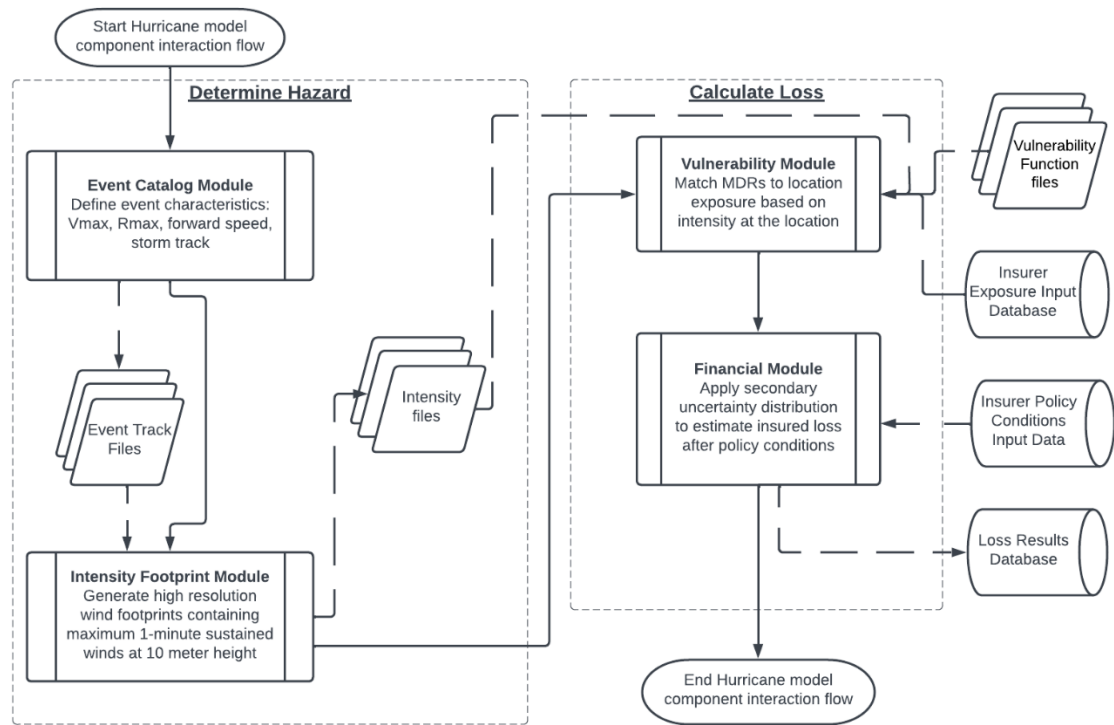 Start Hurricane model
component interaction flow
Determine Hazard
Event Catalog Module
Define event characteristics:
Vmax, Rmax, forward speed,
storm track
Event Track
Files
Intensity
files
Intensity Footprint Module
Generate high resolution
wind footprints containing
maximum 1-minute sustained
winds at 10 meter height
Calculate Loss
Vulnerability Module
Match MDRs to location
exposure based on
intensity at the location
Vulnerability
Function
files
Insurer
Exposure Input
Database
Financial Module
Apply secondary
uncertainty distribution
to estimate insured loss
after policy conditions
Insurer Policy
Conditions
Input Data
Loss Results
Database
End Hurricane model
component interaction flow